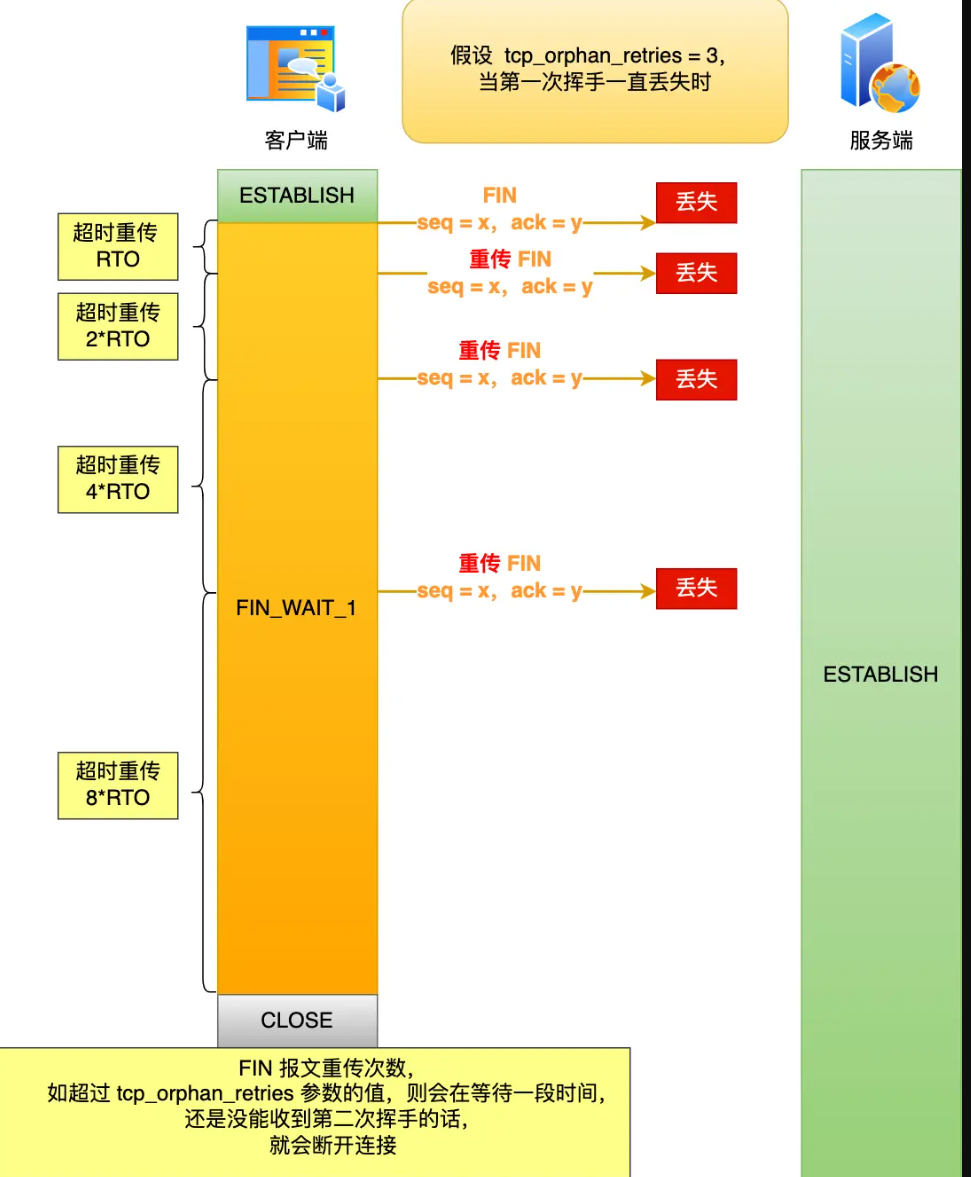 假设 tcp_orphan_retries = 3，
当第一次挥手一直丢失时
客户端
服务端
ESTABLISH
FIN
seq = x，ack = y
丢失
超时重传
RTO
重传 FIN
seq = x，ack = y
丢失
超时重传
2*RTO
重传 FIN
seq = x，ack = y
丢失
超时重传
4*RTO
重传 FIN
seq = x，ack = y
丢失
FIN_WAIT_1
ESTABLISH
超时重传
8*RTO
CLOSE
FIN 报文重传次数，
如超过 tcp_orphan_retries 参数的值，则会在等待一段时间，
还是没能收到第二次挥手的话，
就会断开连接